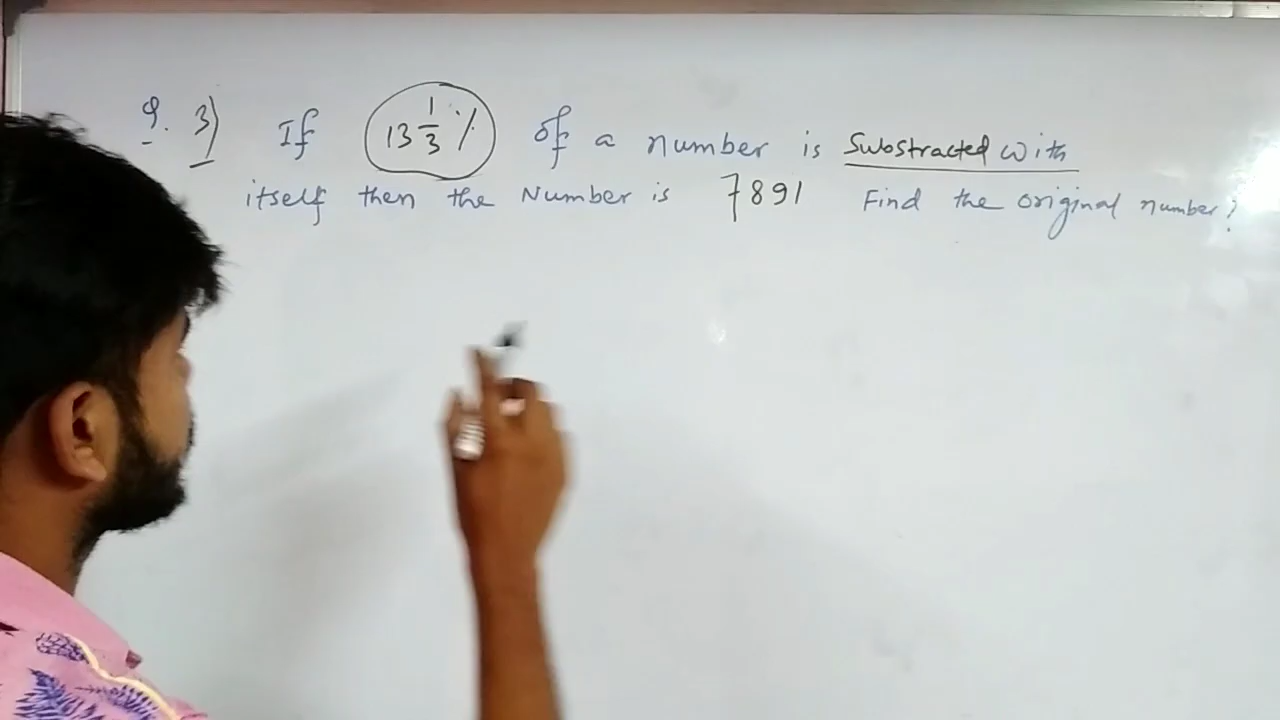 Q. 3) If 13 1/3 % of a number is Substracted with
itself then the Number is 7891 Find the original number?